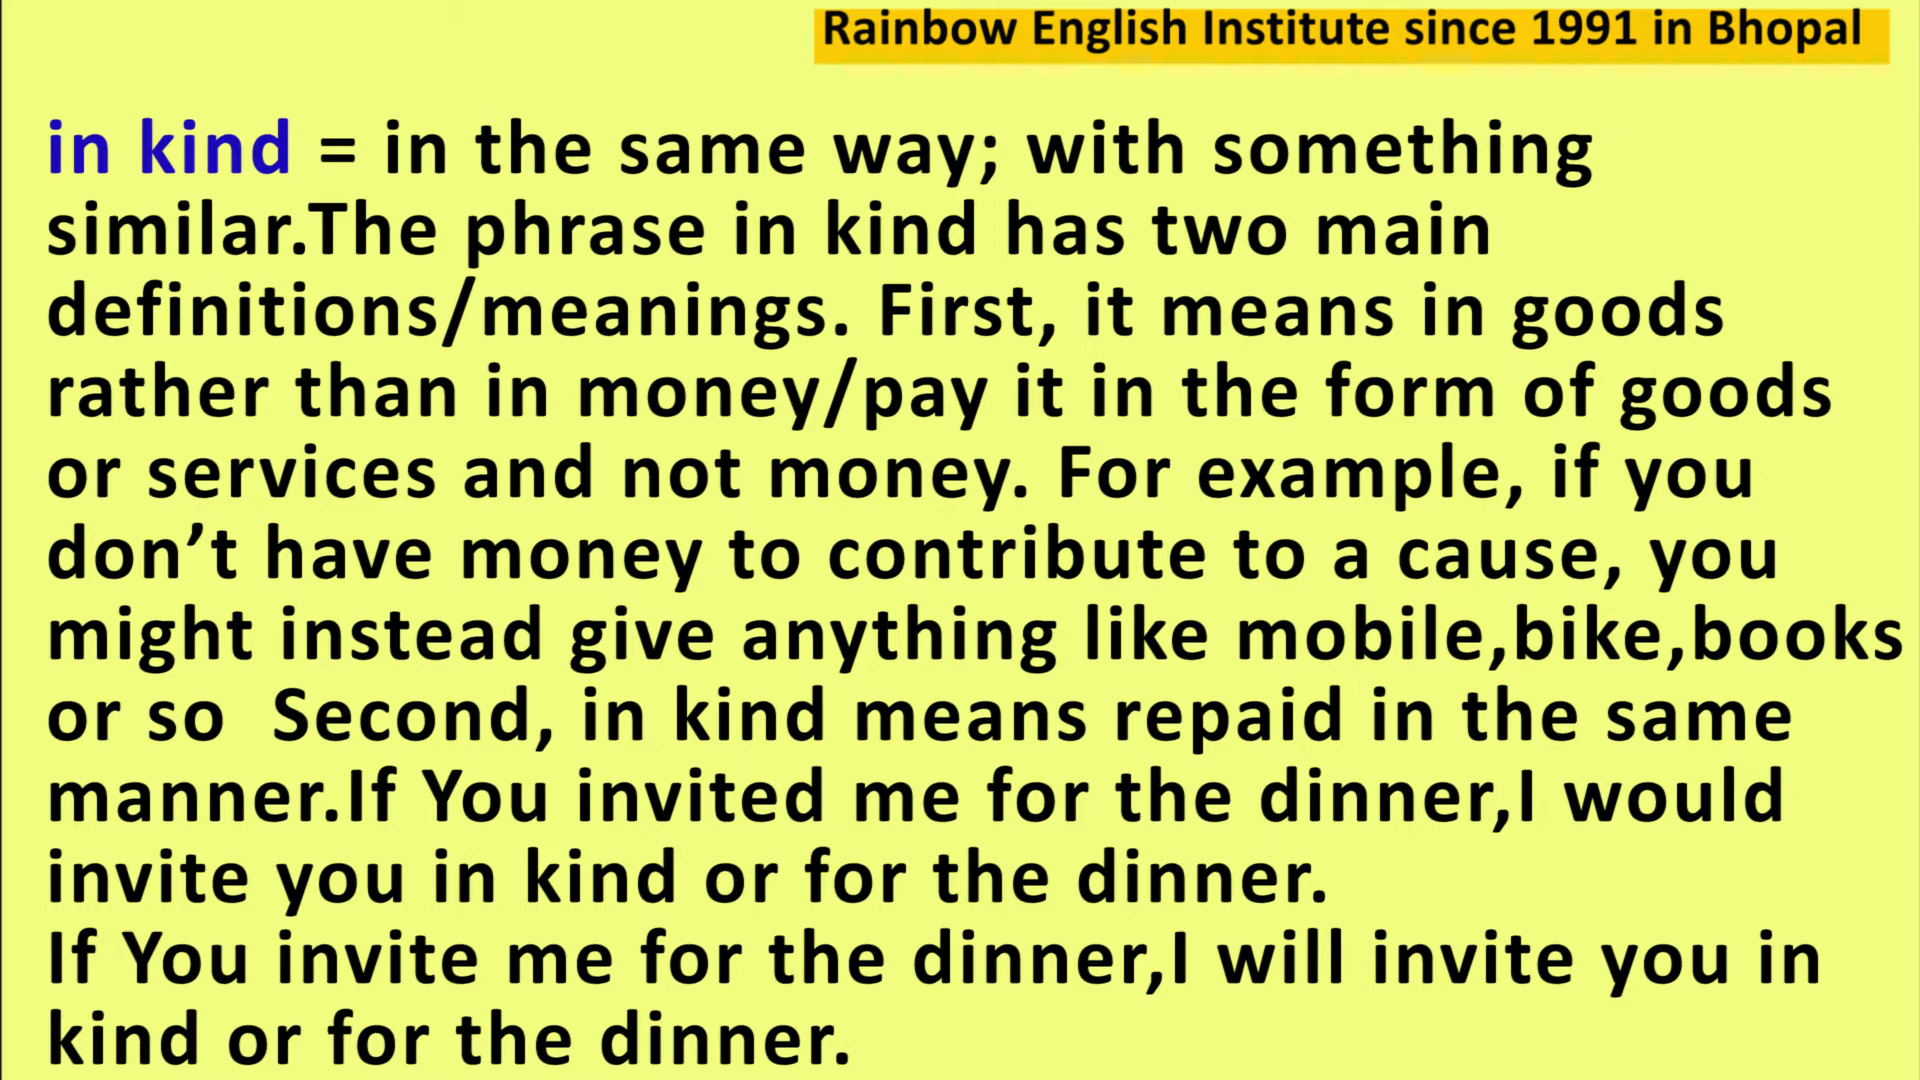 Rainbow English Institute since 1991 in Bhopal
in kind = in the same way; with something
similar.The phrase in kind has two main
definitions/meanings. First, it means in goods
rather than in money/pay it in the form of goods
or services and not money. For example, if you
don’t have money to contribute to a cause, you
might instead give anything like mobile,bike,books
or so  Second, in kind means repaid in the same
manner.If You invited me for the dinner,I would
invite you in kind or for the dinner.
If You invite me for the dinner,I will invite you in
kind or for the dinner.